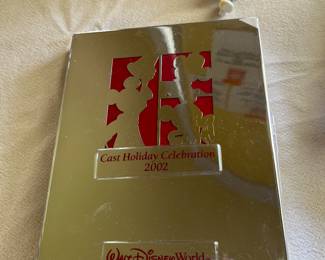 Cast Holiday Celebration
2002
Walt Disney World